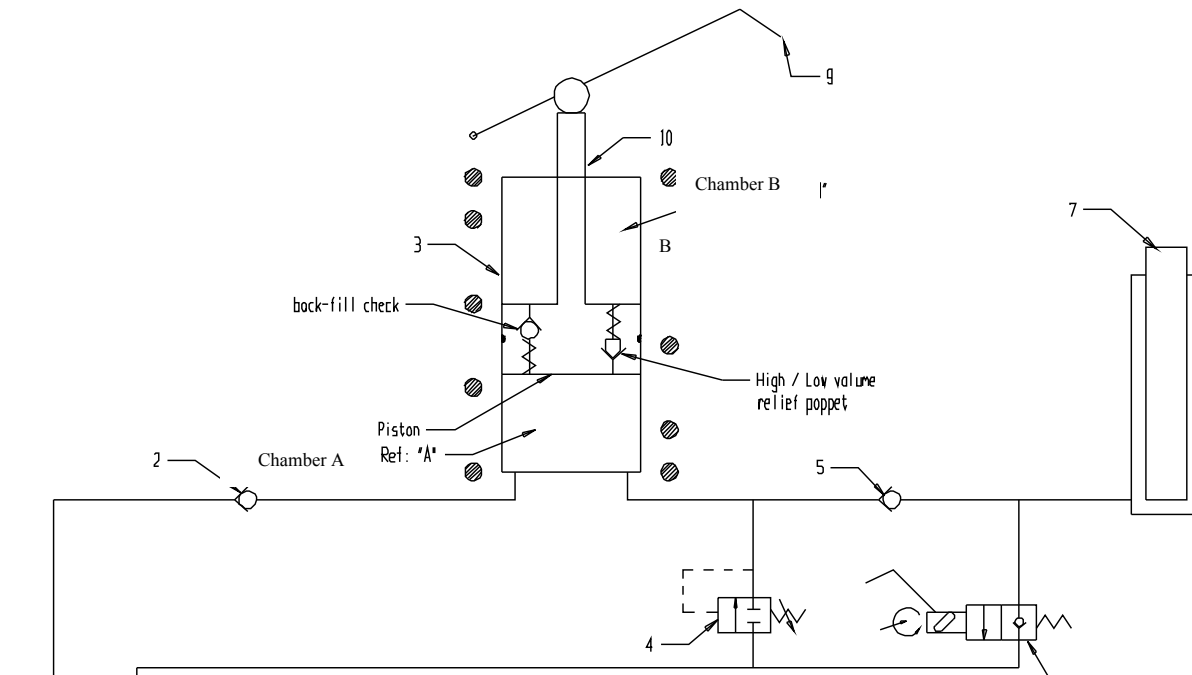 9
10
Chamber B
"
7
3
B
back-fill check
High / Low valume
relief poppet
Piston
Ref: "A"
2
Chamber A
5
4